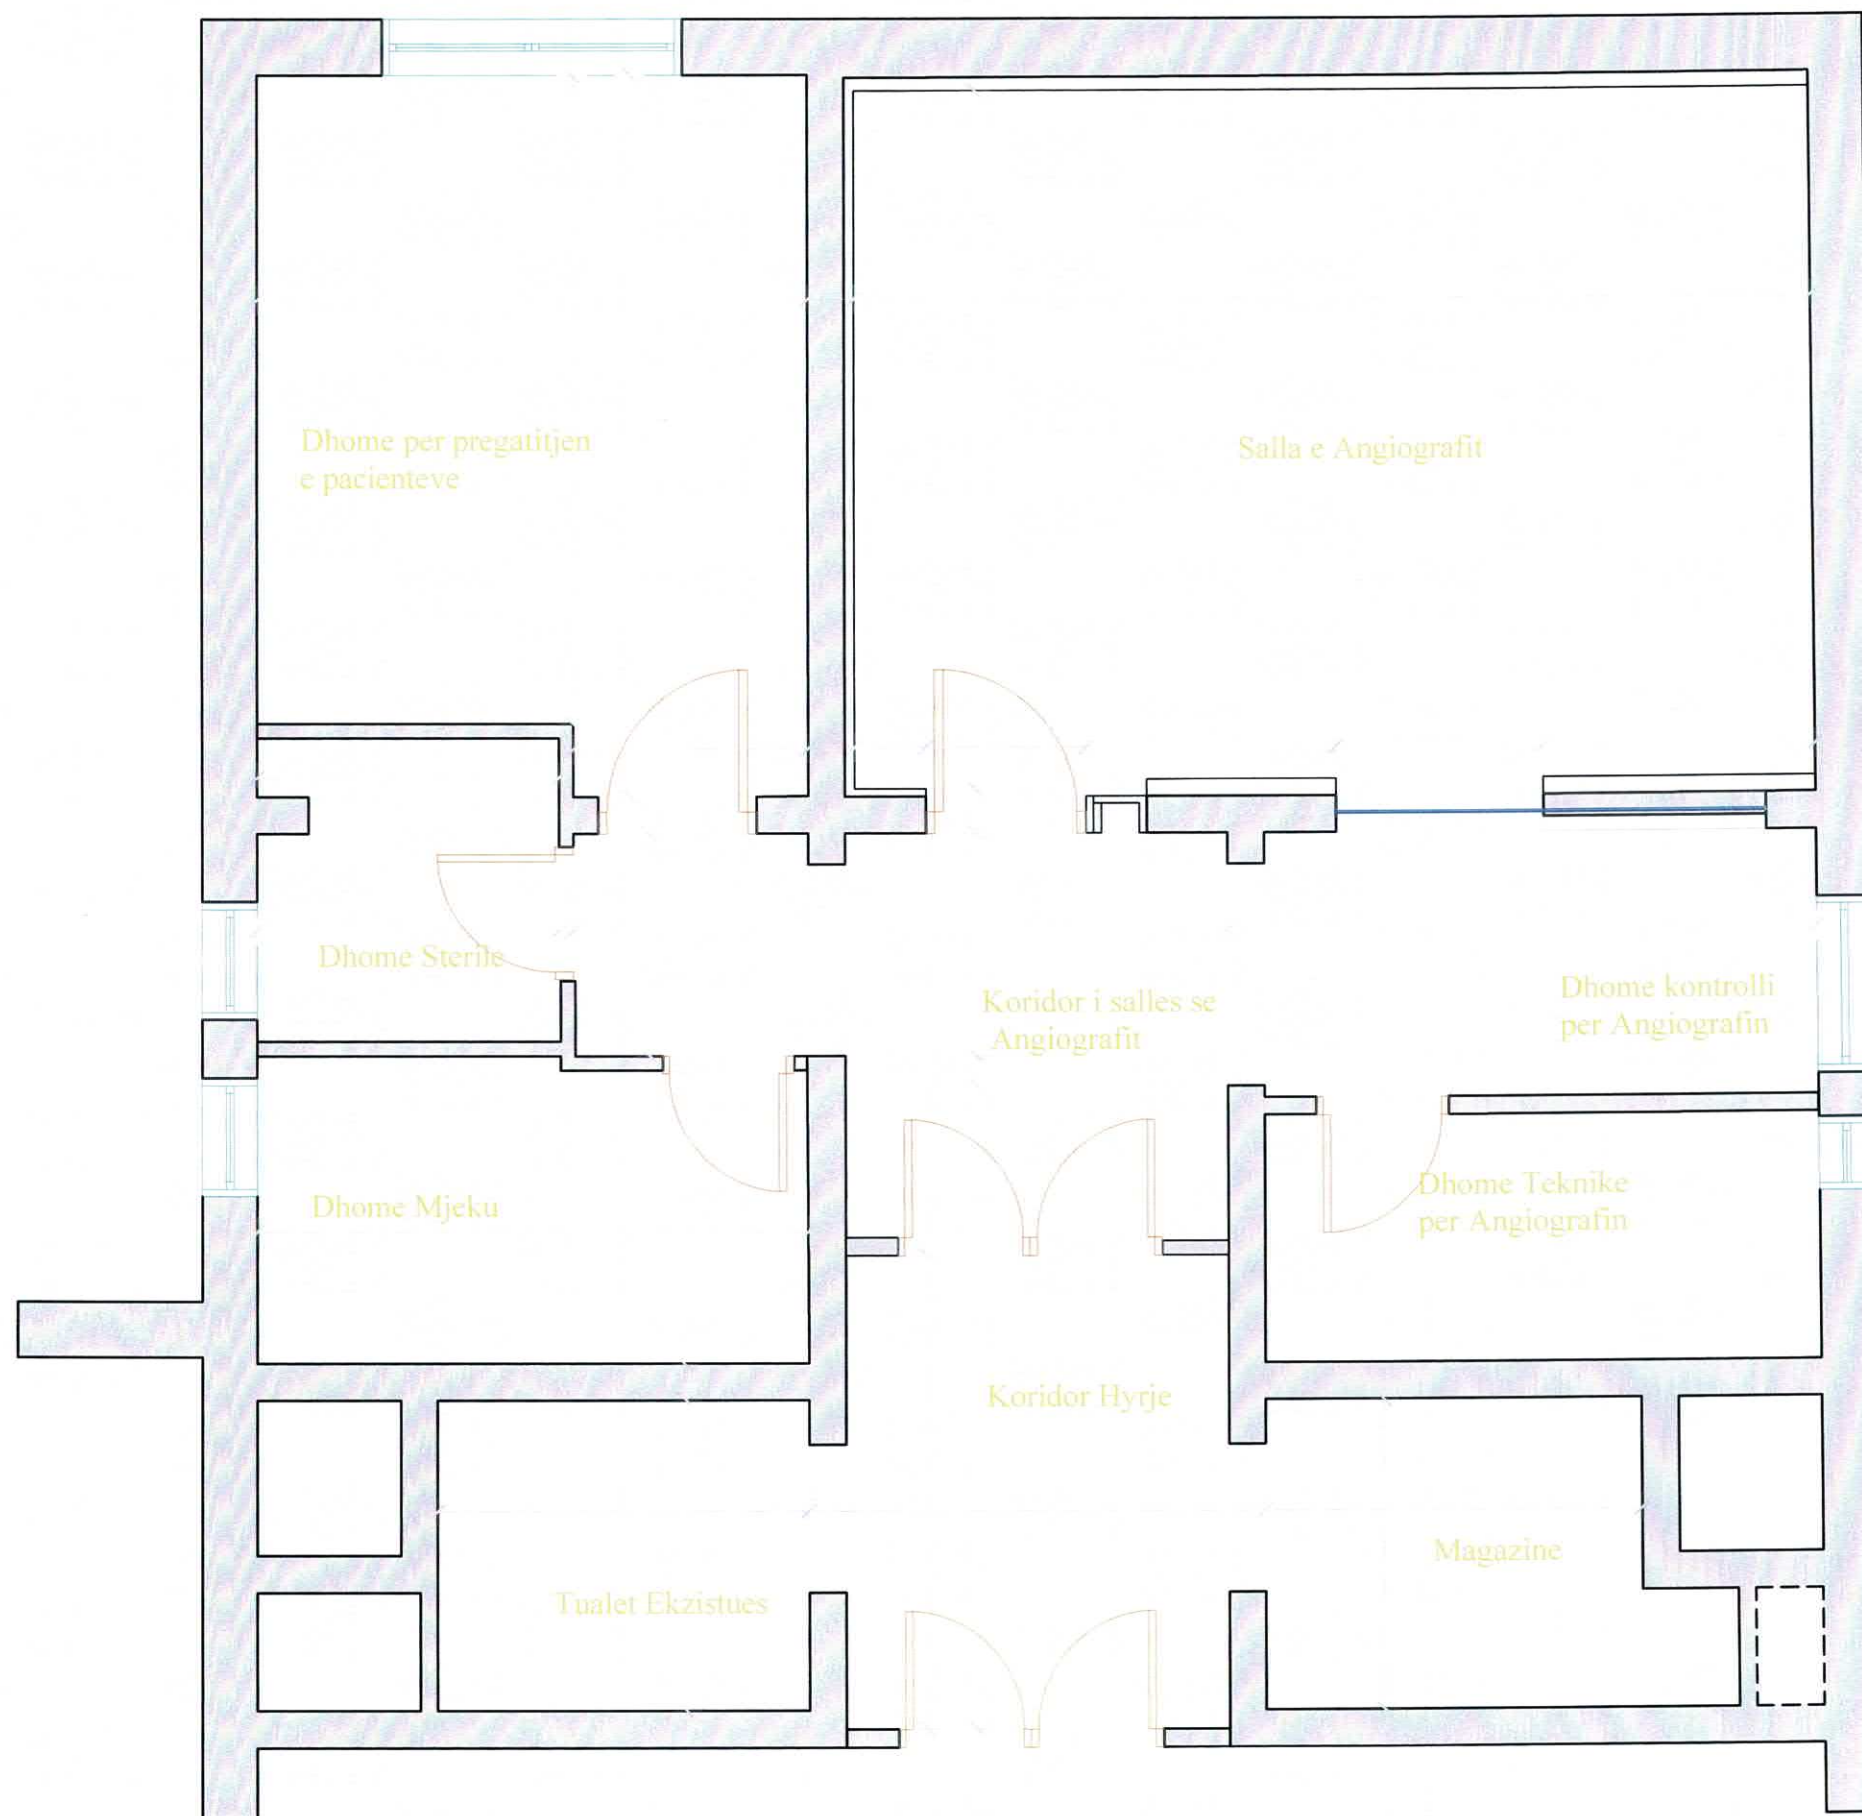 Dhome per pregatitjen
e pacienteve
Salla e Angiografit
Dhome Sterile
Koridor i salles se
Angiografit
Dhome kontrolli
per Angiografin
Dhome Mjeku
Dhome Teknike
per Angiografin
Koridor Hyrje
Tualet Ekzistues
Magazine